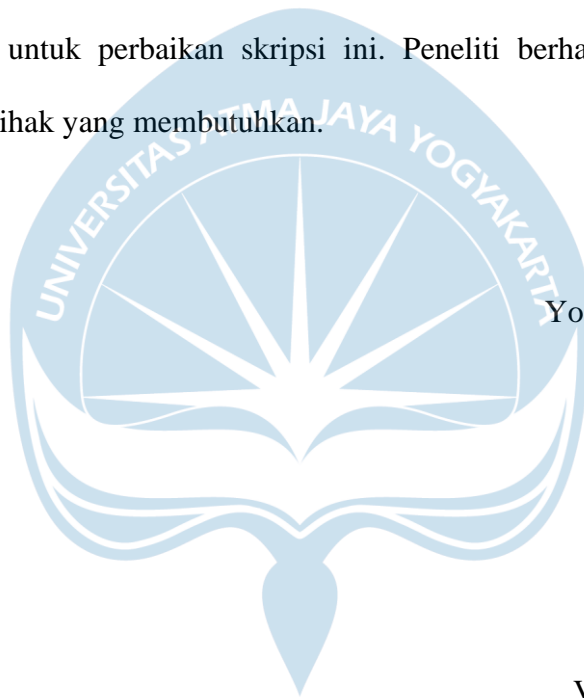 untuk perbaikan skripsi ini. Peneliti berha
ihak yang membutuhkan.
UNIVERSITAS ATMA JAYA YOGYAKARTA
Yo